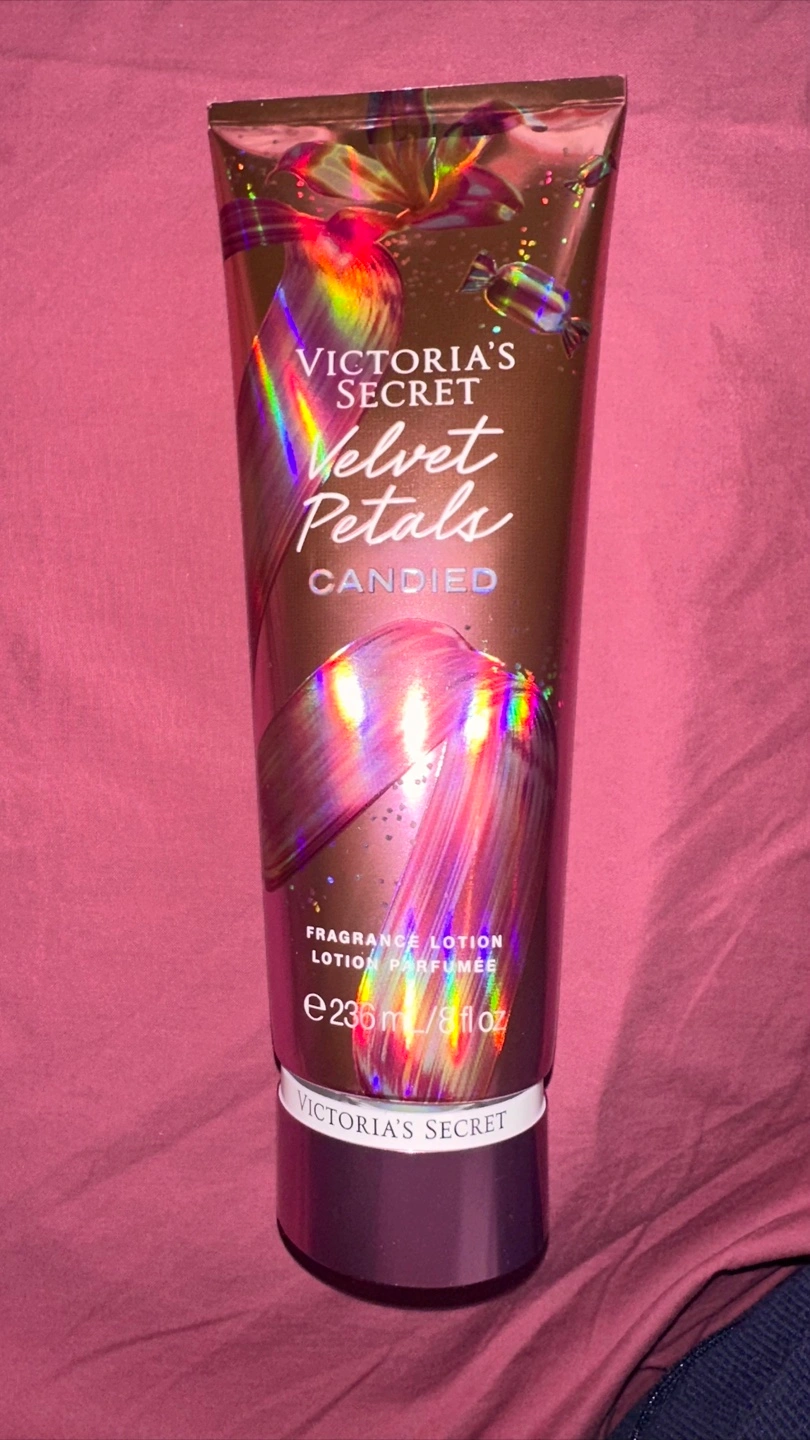 VICTORIA'S
SECRET
Velvet
Petals
CANDIED
FRAGRANCE LOTION
LOTION PARFUMÉE
℮ 236 mL/8 fl oz
VICTORIA'S SECRET